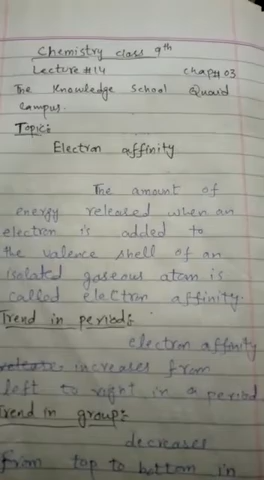 Chemistry class 9th
Lecture #14 chap# 03
The Knowledge School Quaid
Campus.
Topic:
Electron affinity
The amount of
energy released when an
electron is added to
the valence shell of an
isolated gaseous atom is
called electron affinity.
Trend in period:
electron affinity
increases from
left to right in a period
Trend in group:
decreases
from top to bottom in